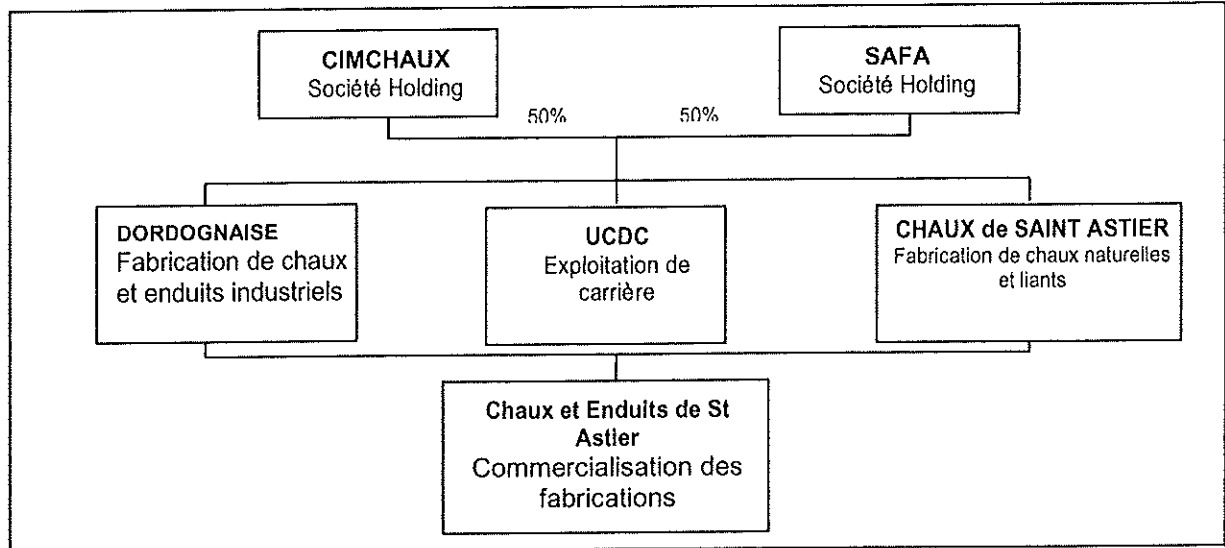 CIMCHAUX
Société Holding
SAFA
Société Holding
50%
50%
DORDOGNAISE
Fabrication de chaux
et enduits industriels
UCDC
Exploitation de
carrière
CHAUX de SAINT ASTIER
Fabrication de chaux naturelles
et liants
Chaux et Enduits de St
Astier
Commercialisation des
fabrications